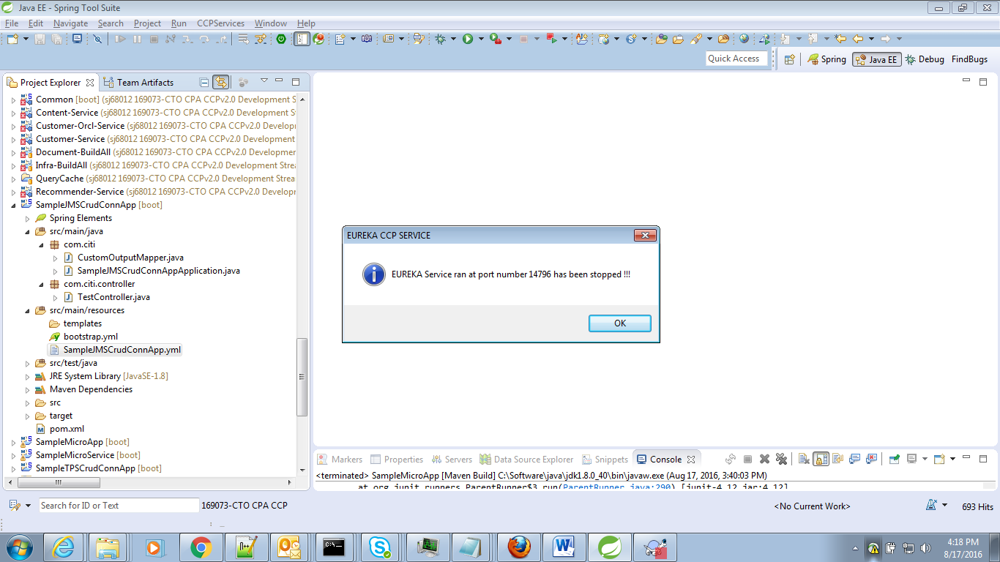 Java EE - Spring Tool Suite
File Edit Navigate Search Project Run CCPServices Window Help
Quick Access Spring Java EE Debug FindBugs
Project Explorer Team Artifacts
Common [boot] (sj68012 169073-CTO CPA CCPv2.0 Development S
Content-Service (sj68012 169073-CTO CPA CCPv2.0 Development St
Customer-Orcl-Service (sj68012 169073-CTO CPA CCPv2.0 Developm
Customer-Service (sj68012 169073-CTO CPA CCPv2.0 Development
Document-BuildAll (sj68012 169073-CTO CPA CCPv2.0 Developmer
Infra-BuildAll (sj68012 169073-CTO CPA CCPv2.0 Development Strea
QueryCache (sj68012 169073-CTO CPA CCPv2.0 Development Strea
Recommender-Service (sj68012 169073-CTO CPA CCPv2.0 Developr
SampleJMSCrudConnApp [boot]
Spring Elements
src/main/java
com.citi
CustomOutputMapper.java
SampleJMSCrudConnAppApplication.java
com.citi.controller
TestController.java
src/main/resources
templates
bootstrap.yml
SampleJMSCrudConnApp.yml
src/test/java
JRE System Library [JavaSE-1.8]
Maven Dependencies
src
target
pom.xml
SampleMicroApp [boot]
SampleMicroService [boot]
SampleTPSCrudConnApp [boot]
EUREKA CCP SERVICE
EUREKA Service ran at port number 14796 has been stopped !!!
OK
Markers Properties Servers Data Source Explorer Snippets Console
<terminated> SampleMicroApp [Maven Build] C:\Software\java\jdk1.8.0_40\bin\javaw.exe (Aug 17, 2016, 3:40:03 PM)
at org.junit.runners.ParentRunner$3.run(ParentRunner.java:290) [junit-4.12.jar:4.12]
Search for ID or Text 169073-CTO CPA CCP <No Current Work> 693 Hits
4:18 PM
8/17/2016